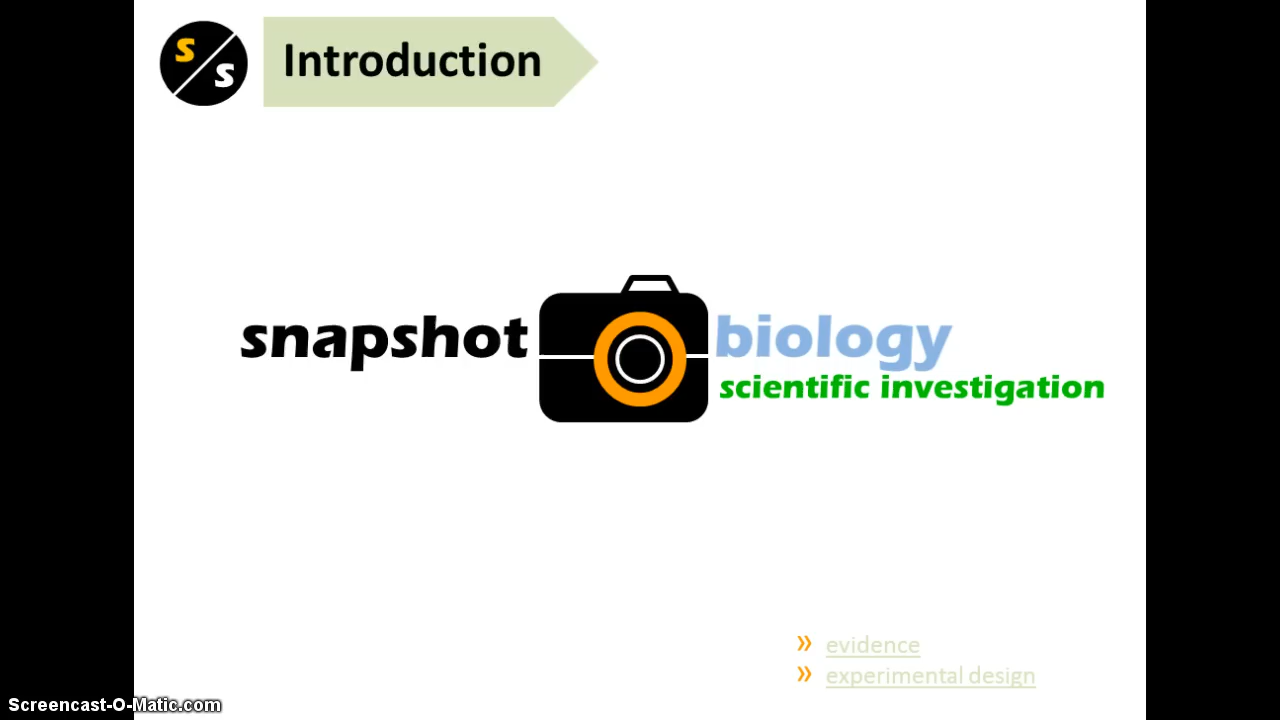 S S
Introduction
snapshot biology
scientific investigation
» evidence
» experimental design
Screencast-O-Matic.com